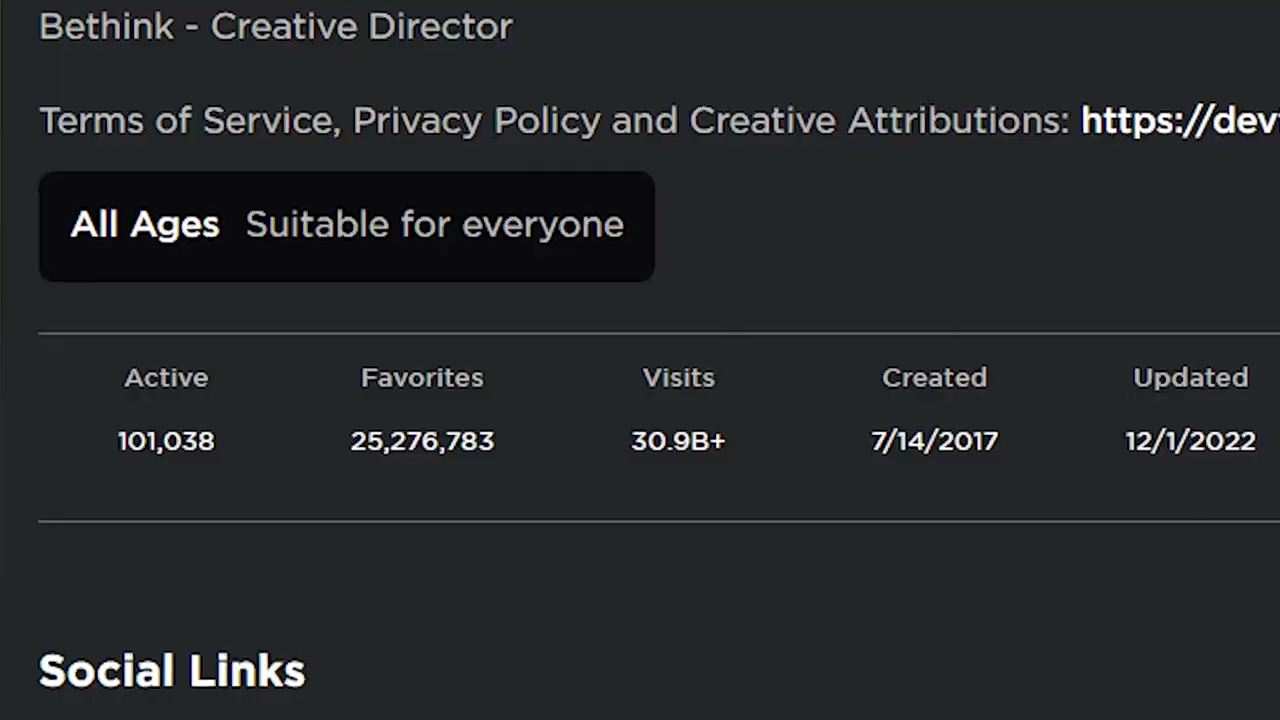 Bethink - Creative Director
Terms of Service, Privacy Policy and Creative Attributions: https://dev
All Ages Suitable for everyone
Active Favorites Visits Created Updated
101,038 25,276,783 30.9B+ 7/14/2017 12/1/2022
Social Links